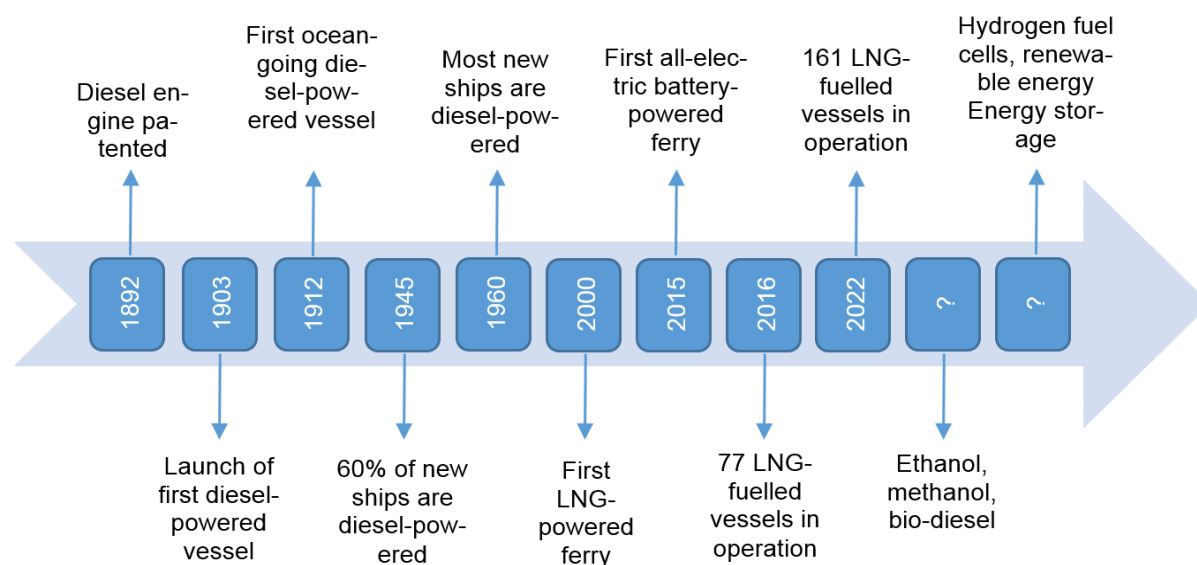 Diesel en-
gine pa-
tented
First ocean-
going die-
sel-pow-
ered vessel
Most new
ships are
diesel-pow-
ered
First all-elec-
tric battery-
powered
ferry
161 LNG-
fuelled
vessels in
operation
Hydrogen fuel
cells, renewa-
ble energy
Energy stor-
age
1892
1903
1912
1945
1960
2000
2015
2016
2022
?
?
Launch of
first diesel-
powered
vessel
60% of new
ships are
diesel-pow-
ered
First
LNG-
powered
ferry
77 LNG-
fuelled
vessels in
operation
Ethanol,
methanol,
bio-diesel